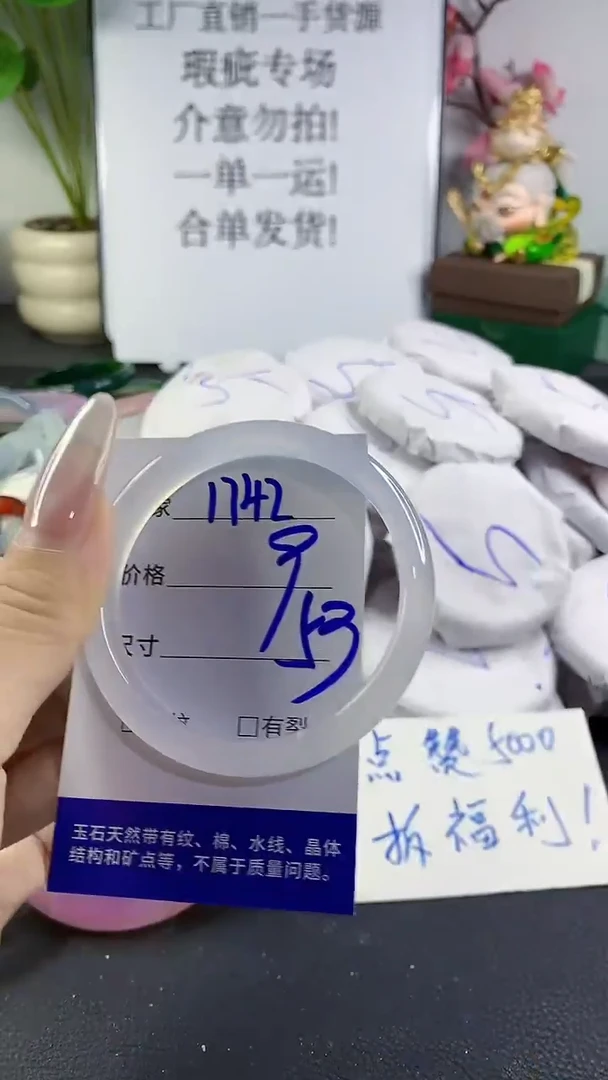 工厂直销一手货源
瑕疵专场
介意勿拍!
一单一运!
合单发货!
家 1742
价格 9
尺寸 53
□有裂
玉石天然带有纹、棉、水线、晶体
结构和矿点等，不属于质量问题。
点赞5000
拆福利!